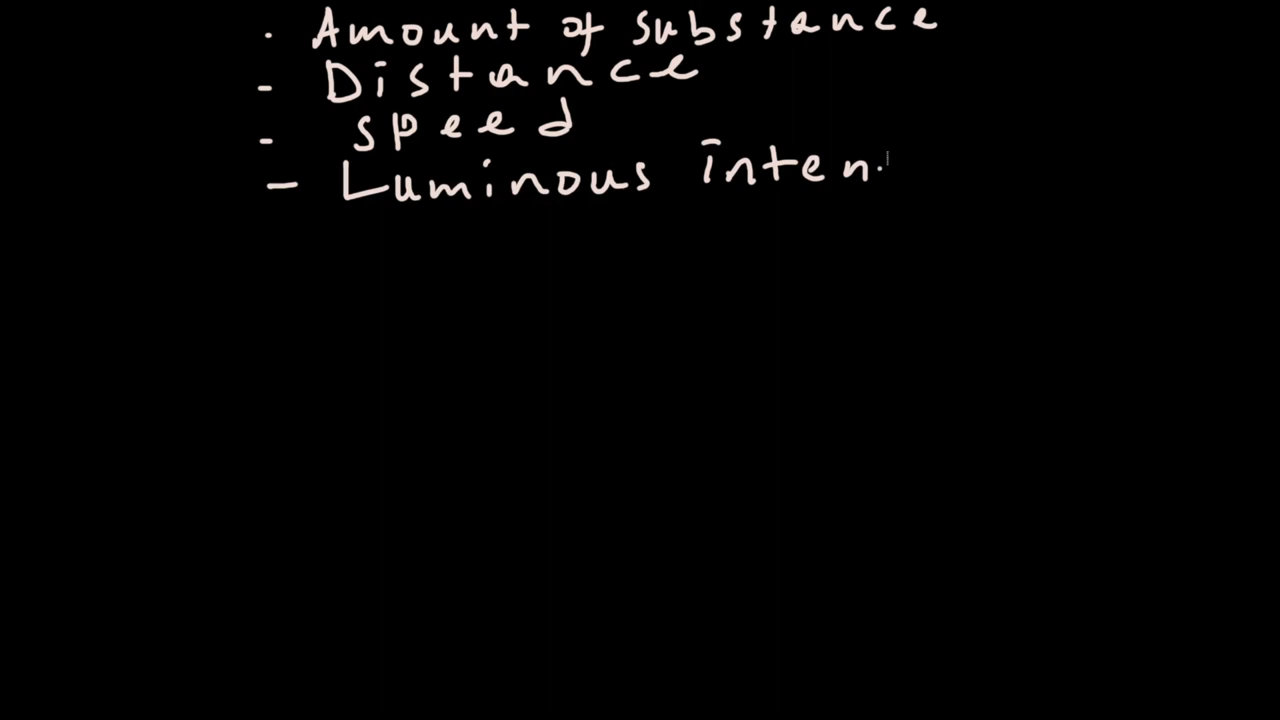 · Amount of substance
- Distance
- speed
- Luminous inten